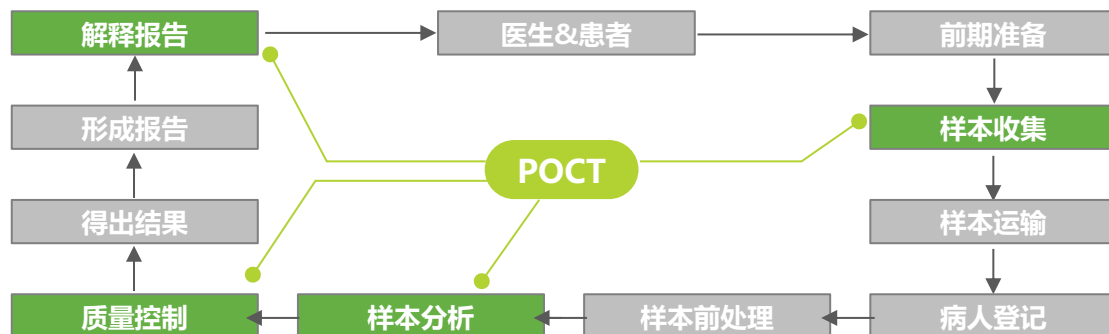 解释报告
医生&患者
前期准备
形成报告
样本收集
POCT
得出结果
样本运输
质量控制
样本分析
样本前处理
病人登记